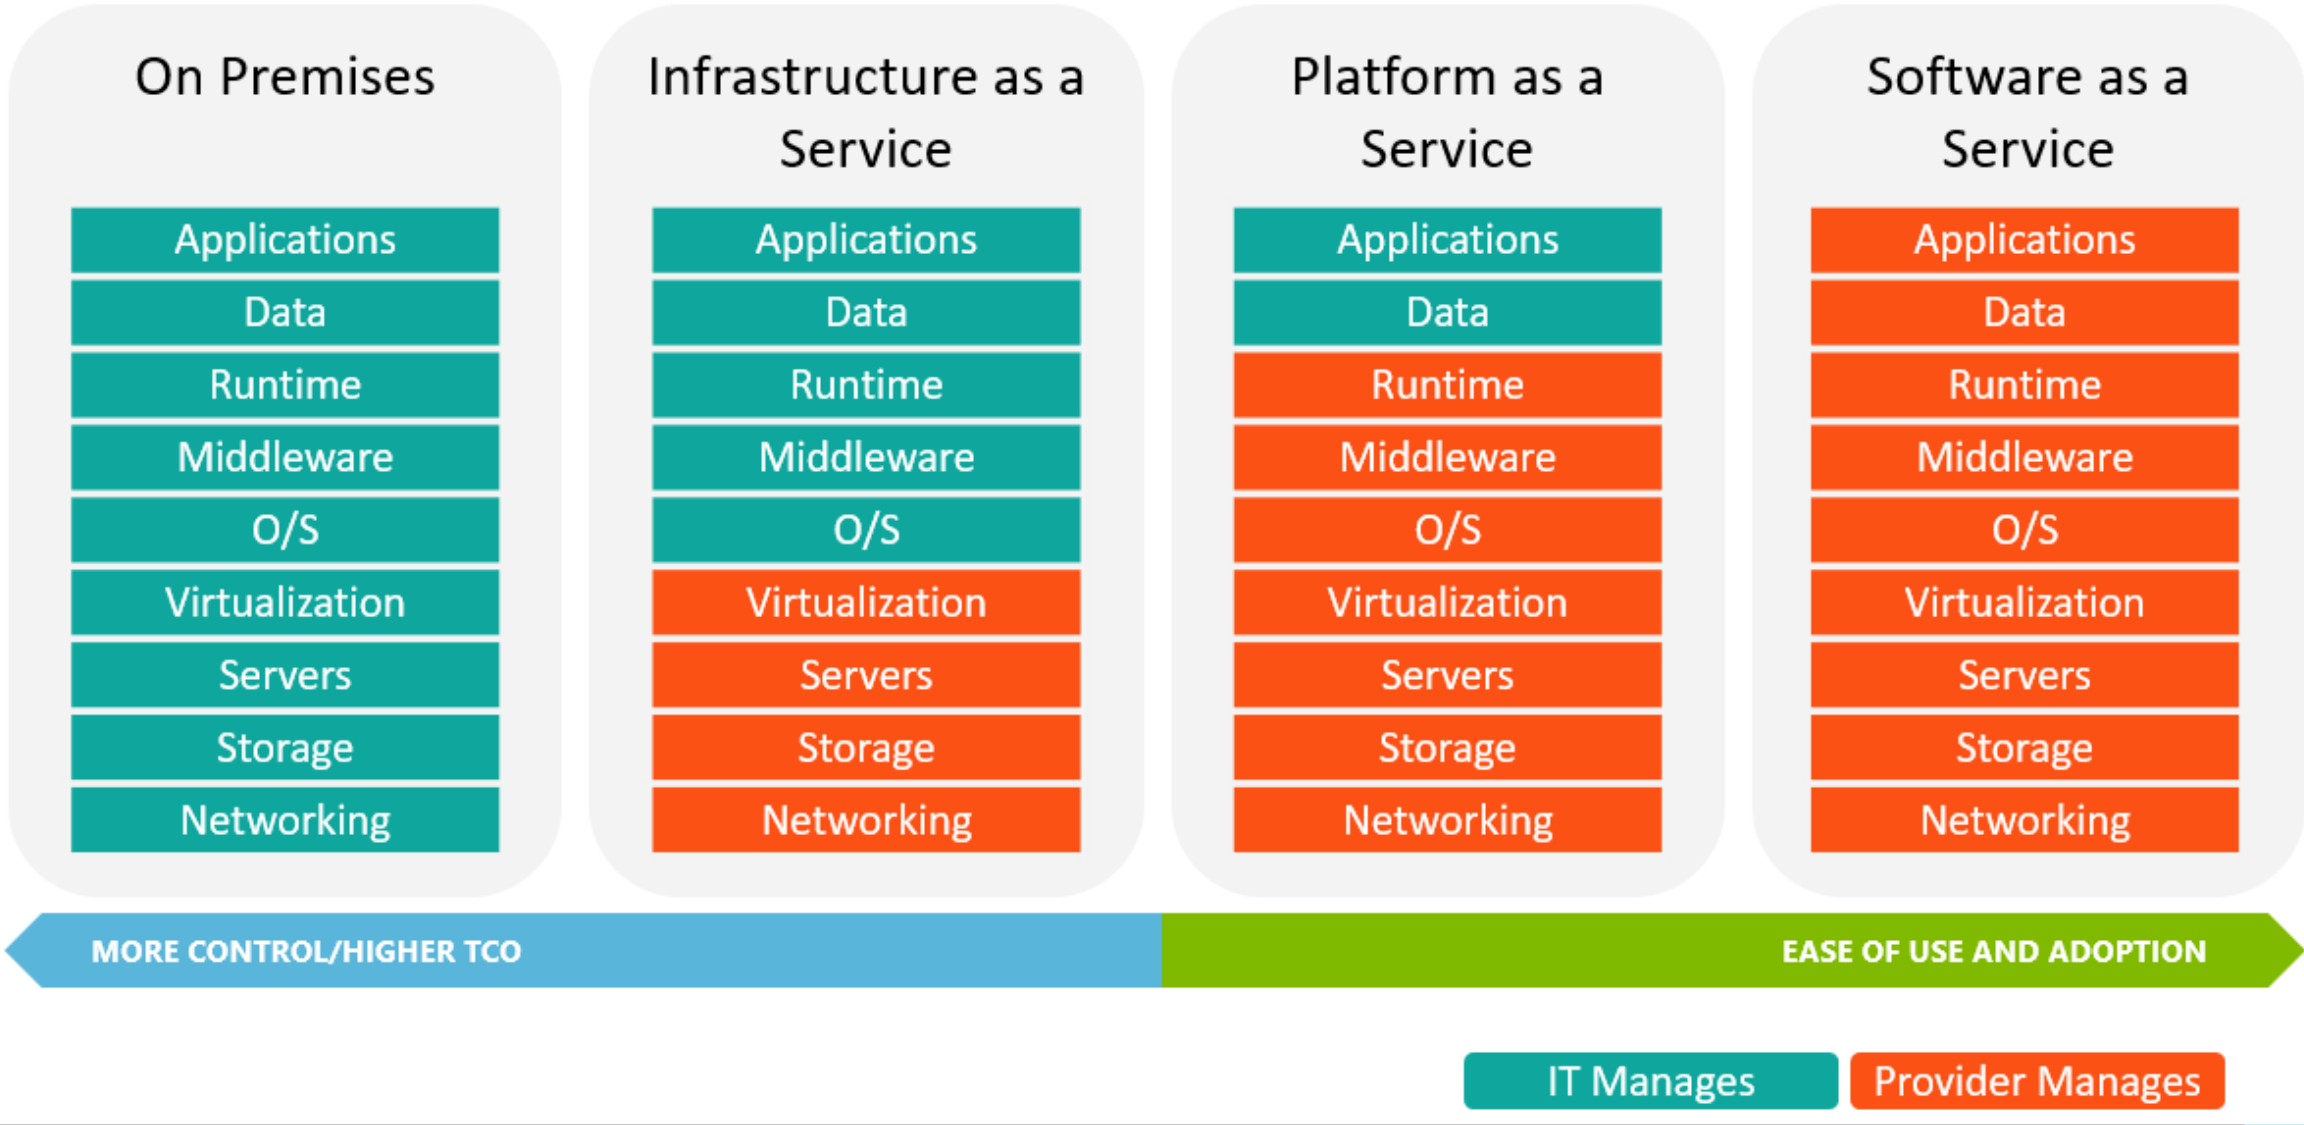 On Premises
Applications
Data
Runtime
Middleware
O/S
Virtualization
Servers
Storage
Networking
Infrastructure as a
Service
Applications
Data
Runtime
Middleware
O/S
Virtualization
Servers
Storage
Networking
Platform as a
Service
Applications
Data
Runtime
Middleware
O/S
Virtualization
Servers
Storage
Networking
Software as a
Service
Applications
Data
Runtime
Middleware
O/S
Virtualization
Servers
Storage
Networking
MORE CONTROL/HIGHER TCO
EASE OF USE AND ADOPTION
IT Manages
Provider Manages